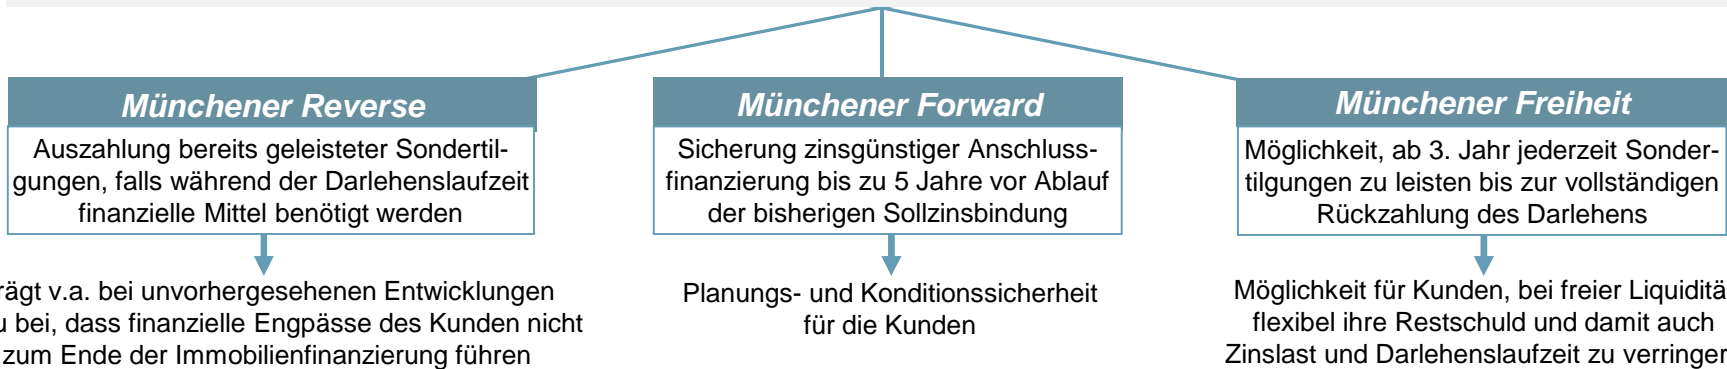 Münchener Reverse
Auszahlung bereits geleisteter Sondertil-
gungen, falls während der Darlehenslaufzeit
finanzielle Mittel benötigt werden
rägt v.a. bei unvorhergesehenen Entwicklungen
u bei, dass finanzielle Engpässe des Kunden nicht
zum Ende der Immobilienfinanzierung führen
Münchener Forward
Sicherung zinsgünstiger Anschluss-
finanzierung bis zu 5 Jahre vor Ablauf
der bisherigen Sollzinsbindung
Planungs- und Konditionssicherheit
für die Kunden
Münchener Freiheit
Möglichkeit, ab 3. Jahr jederzeit Sonder-
tilgungen zu leisten bis zur vollständigen
Rückzahlung des Darlehens
Möglichkeit für Kunden, bei freier Liquiditä
flexibel ihre Restschuld und damit auch
Zinslast und Darlehenslaufzeit zu verringer